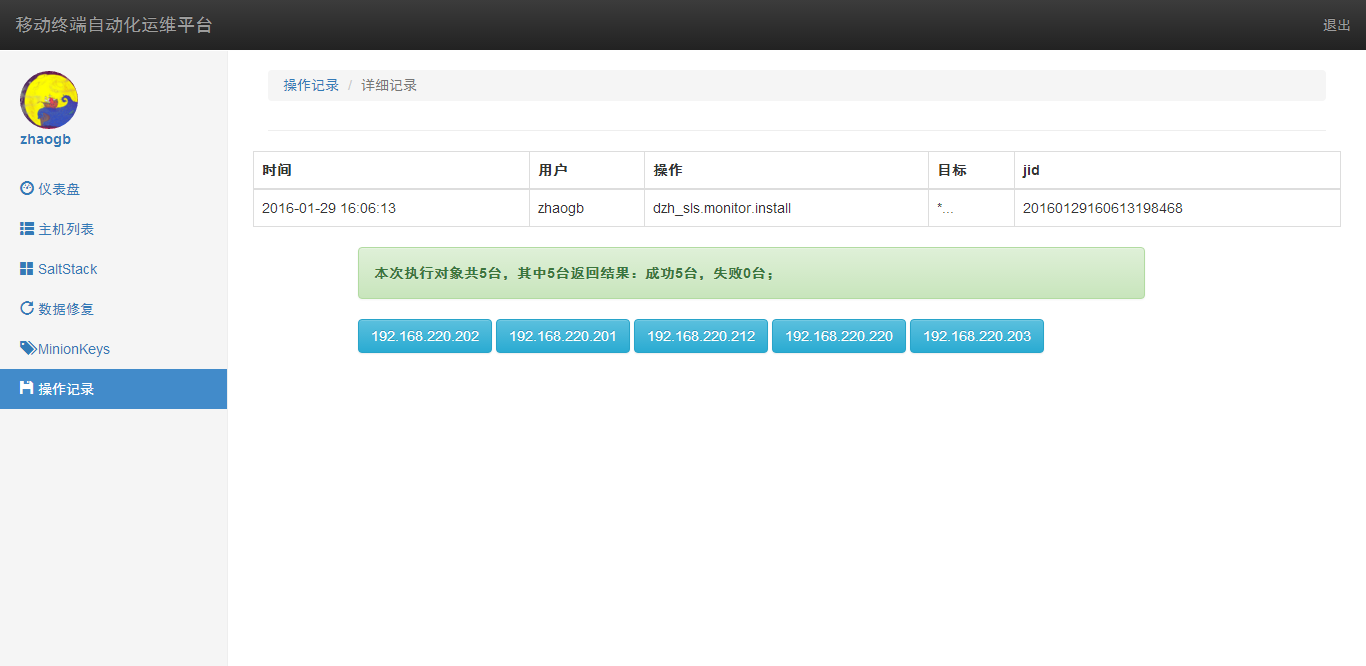 移动终端自动化运维平台 退出
zhaogb
仪表盘
主机列表
SaltStack
数据修复
MinionKeys
操作记录
操作记录 / 详细记录
时间 用户 操作 目标 jid
2016-01-29 16:06:13 zhaogb dzh_sls.monitor.install *... 20160129160613198468
本次执行对象共5台，其中5台返回结果：成功5台，失败0台；
192.168.220.202 192.168.220.201 192.168.220.212 192.168.220.220 192.168.220.203